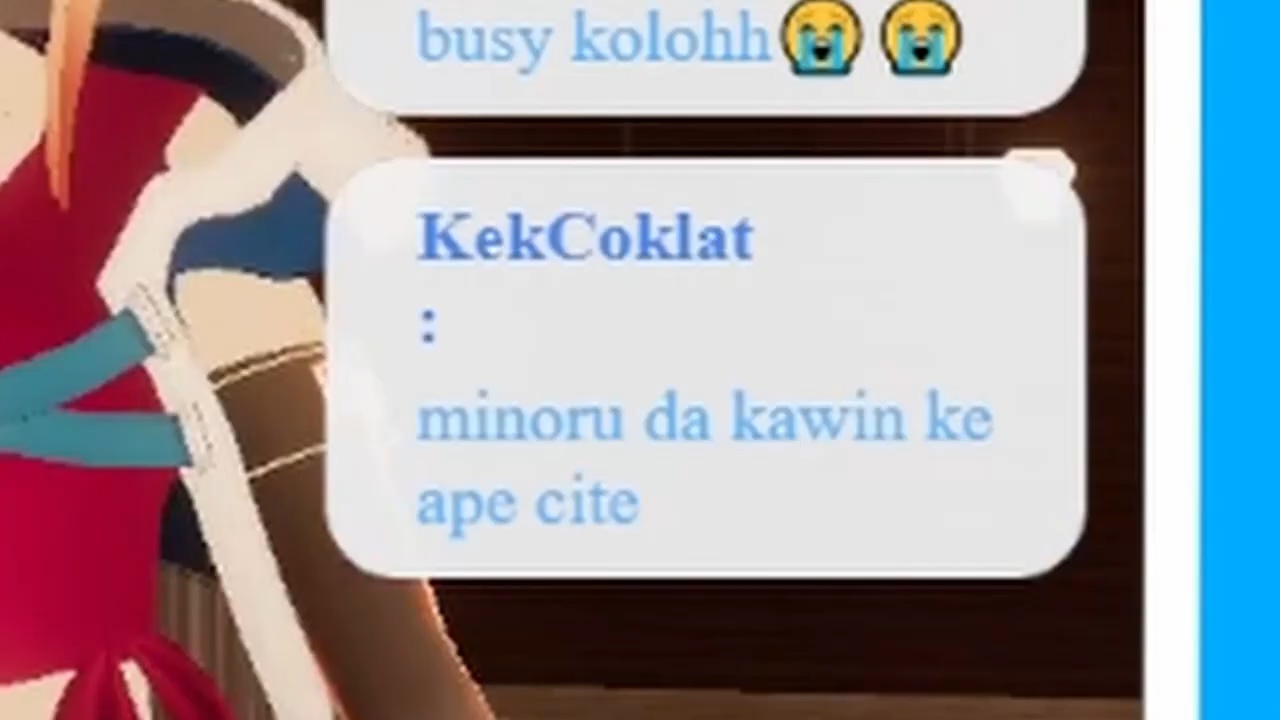 busy kolohh😭 😭
KekCoklat
:
minoru da kawin ke
ape cite